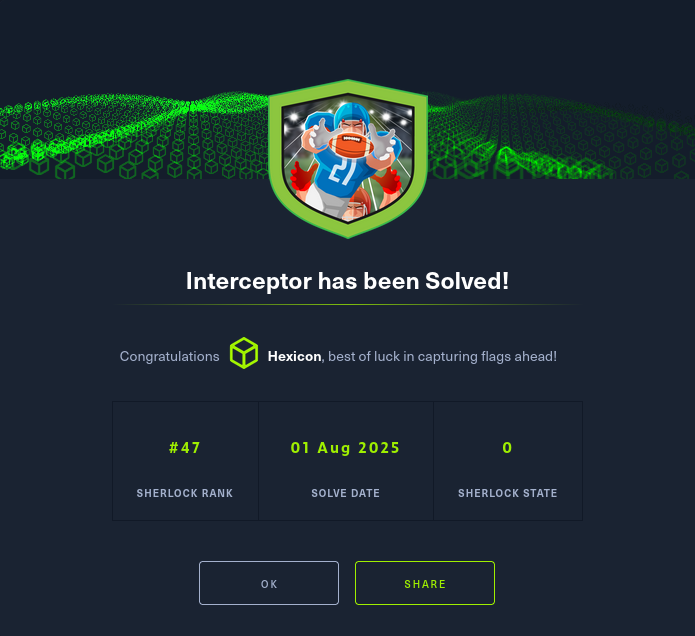 21
Interceptor has been Solved!
Congratulations Hexicon, best of luck in capturing flags ahead!
#47 01 Aug 2025 0
SHERLOCK RANK SOLVE DATE SHERLOCK STATE
OK SHARE